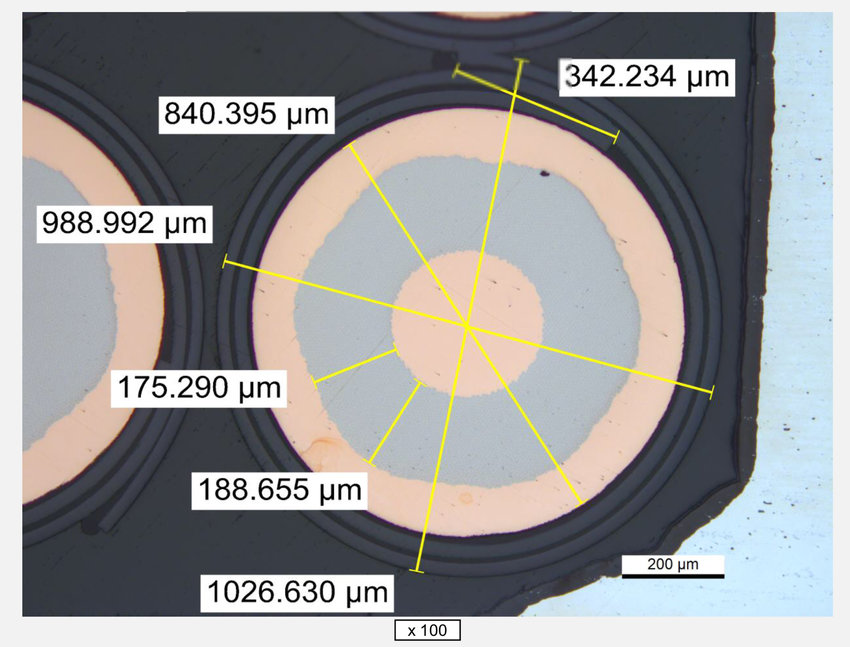 342.234 µm
840.395 µm
988.992 µm
175.290 µm
188.655 µm
200 µm
1026.630 µm
x 100